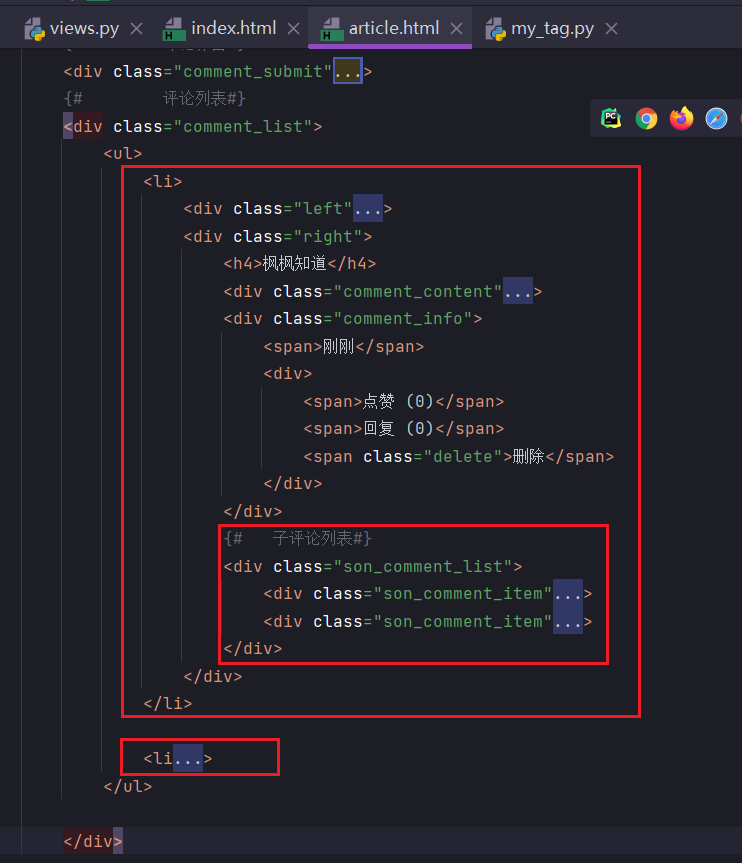 views.py index.html article.html my_tag.py
<div class="comment_submit"...>
{# 评论列表#}
<div class="comment_list">
<ul>
<li>
<div class="left"...>
<div class="right">
<h4>枫枫知道</h4>
<div class="comment_content"...>
<div class="comment_info">
<span>刚刚</span>
<div>
<span>点赞 (0)</span>
<span>回复 (0)</span>
<span class="delete">删除</span>
</div>
</div>
{# 子评论列表#}
<div class="son_comment_list">
<div class="son_comment_item"...>
<div class="son_comment_item"...>
</div>
</div>
</li>
<li...>
</ul>
</div>